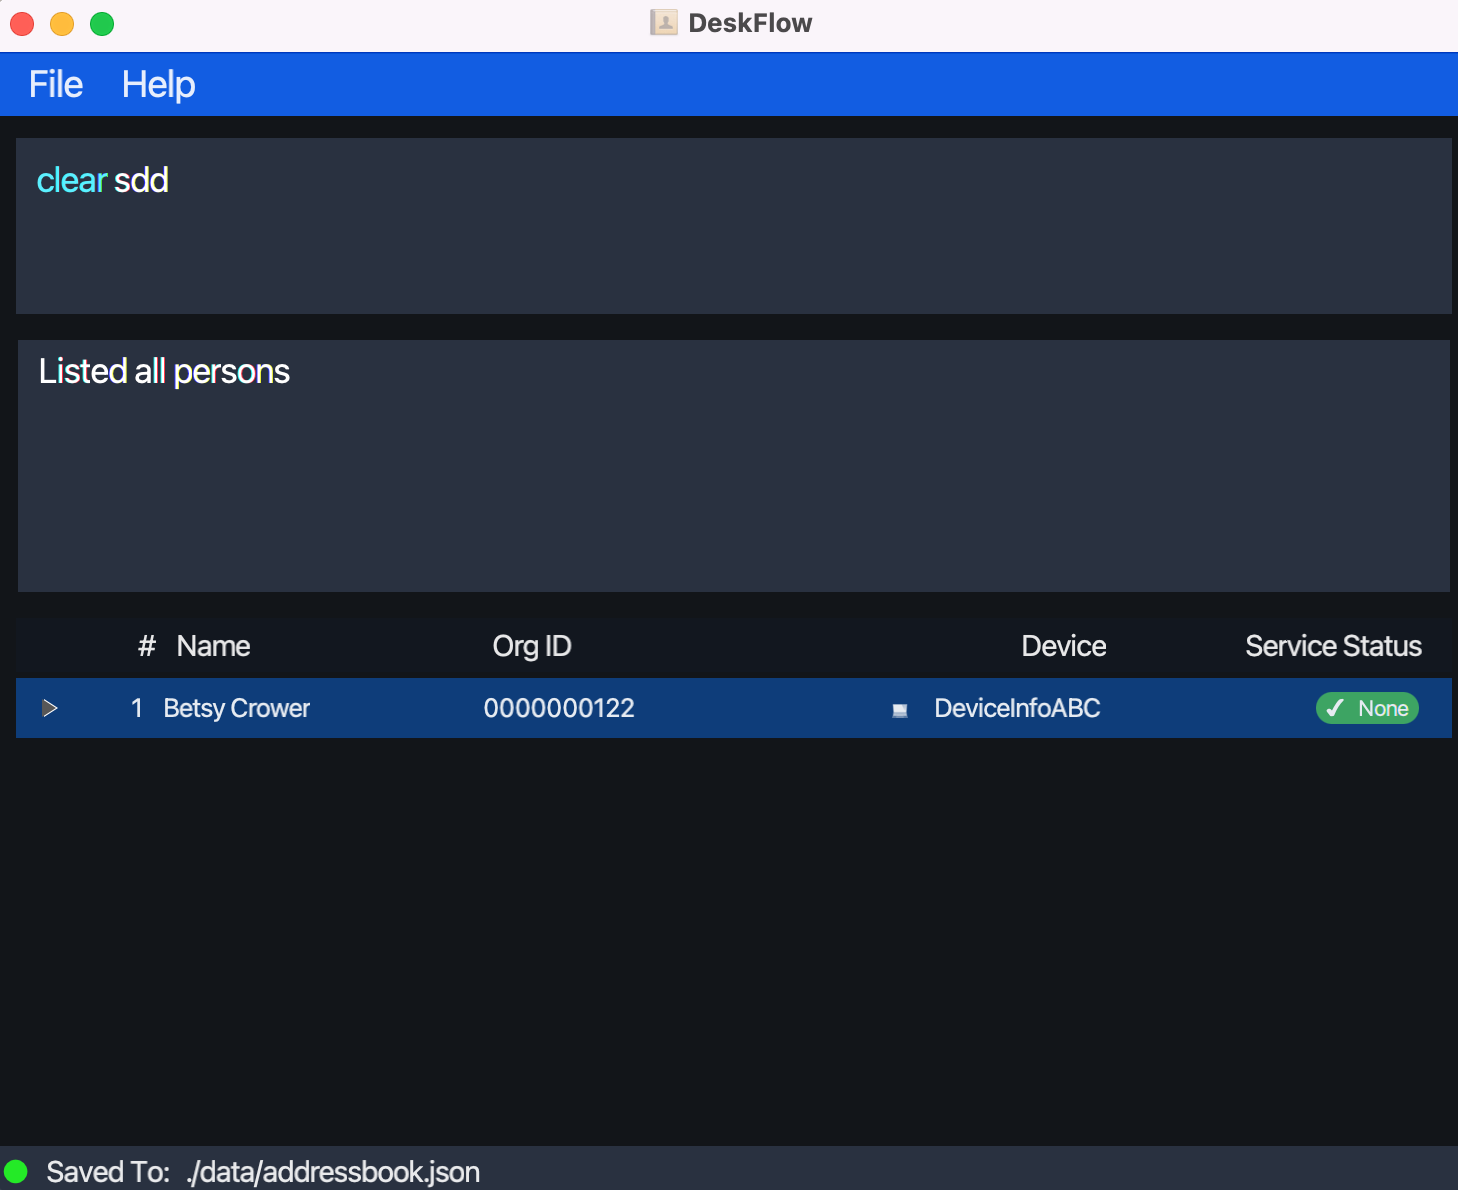 DeskFlow
File Help
clear sdd
Listed all persons
# Name Org ID Device Service Status
1 Betsy Crower 0000000122 DeviceInfoABC ✓ None
Saved To: ./data/addressbook.json